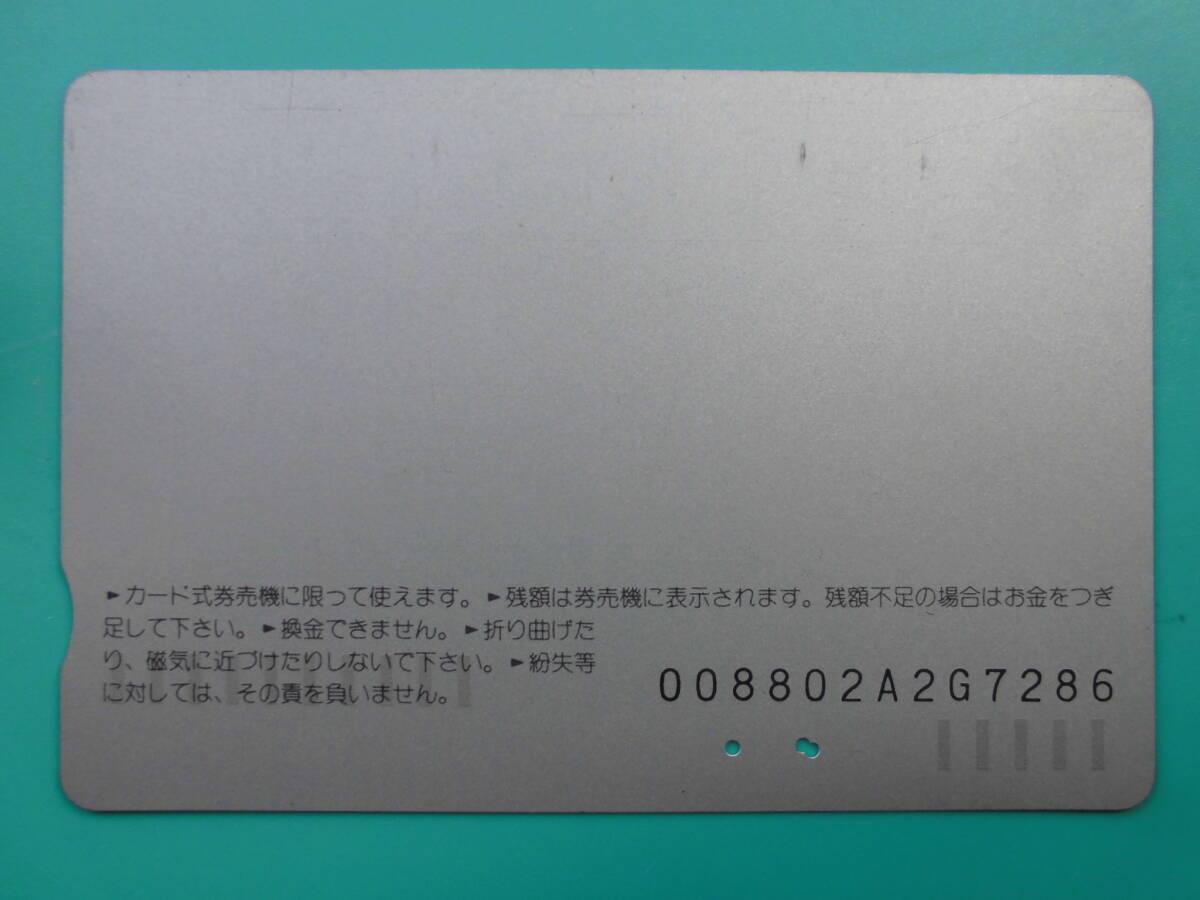 ►カード式券売機に限って使えます。►残額は券売機に表示されます。残額不足の場合はお金をつぎ
足して下さい。►換金できません。►折り曲げた
り、磁気に近づけたりしないで下さい。►紛失等
に対しては、その責を負いません。
008802A2G7286